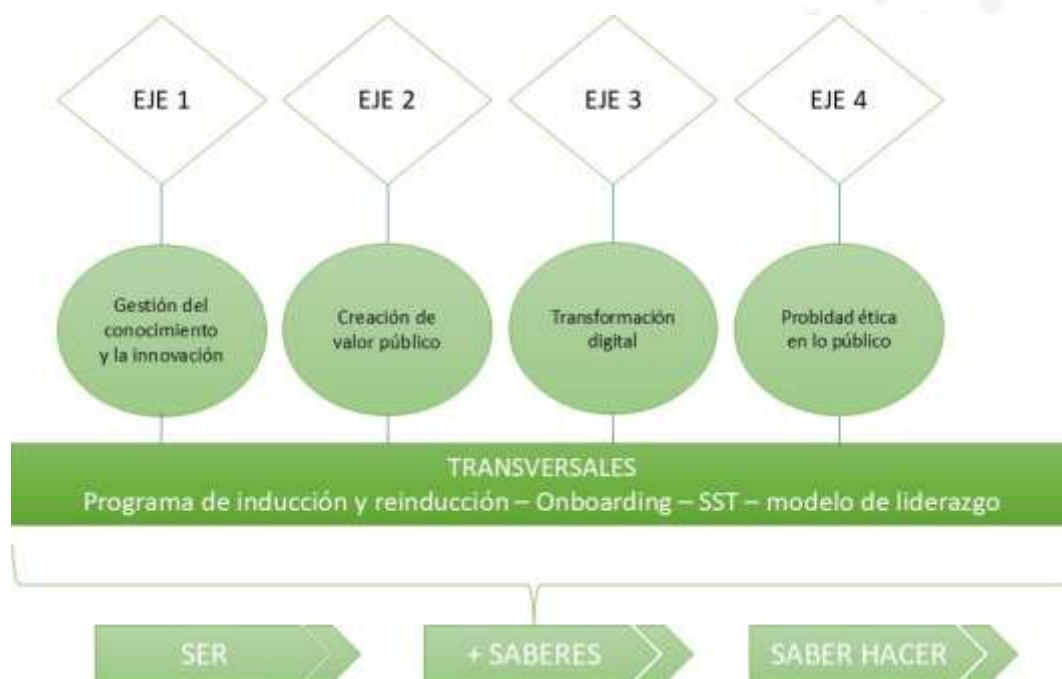 EJE 1
EJE 2
EJE 3
EJE 4
Gestión del
conocimiento
y la innovación
Creación de
valor público
Transformación
digital
Probidad ética
en lo público
TRANSVERSALES
Programa de inducción y reinducción – Onboarding – SST – modelo de liderazgo
SER
+ SABERES
SABER HACER